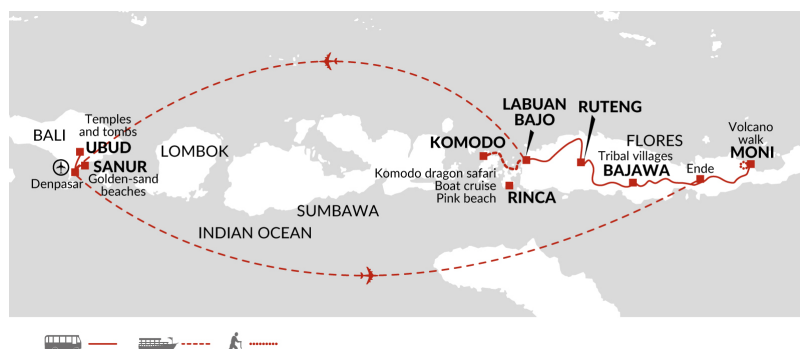 BALI
Temples
and tombs
UBUD
SANUR
Golden-sand
beaches
Denpasar
LOMBOK
SUMBAWA
INDIAN OCEAN
KOMODO
Komodo dragon safari
Boat cruise
Pink beach
RINCA
LABUAN
BAJO
RUTENG
FLORES
Tribal villages
BAJAWA
Ende
Volcano
walk
MONI